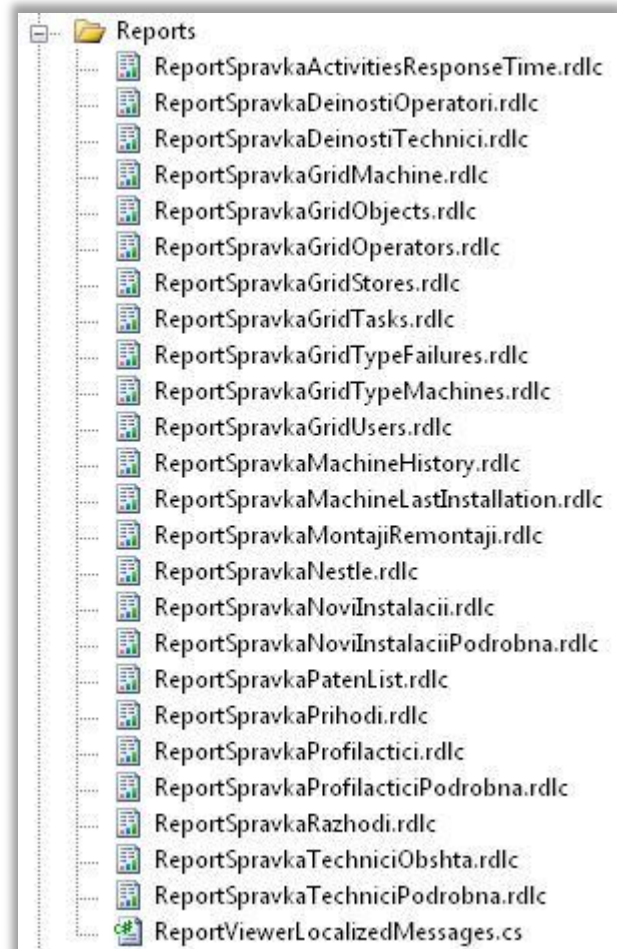 Reports
ReportSpravkaActivitiesResponseTime.rdlc
ReportSpravkaDeinostiOperatori.rdlc
ReportSpravkaDeinostiTechnici.rdlc
ReportSpravkaGridMachine.rdlc
ReportSpravkaGridObjects.rdlc
ReportSpravkaGridOperators.rdlc
ReportSpravkaGridStores.rdlc
ReportSpravkaGridTasks.rdlc
ReportSpravkaGridTypeFailures.rdlc
ReportSpravkaGridTypeMachines.rdlc
ReportSpravkaGridUsers.rdlc
ReportSpravkaMachineHistory.rdlc
ReportSpravkaMachineLastInstallation.rdlc
ReportSpravkaMontajiRemontaji.rdlc
ReportSpravkaNestle.rdlc
ReportSpravkaNoviInstalacii.rdlc
ReportSpravkaNoviInstalaciiPodrobna.rdlc
ReportSpravkaPatenList.rdlc
ReportSpravkaPrihodi.rdlc
ReportSpravkaProfilactici.rdlc
ReportSpravkaProfilacticiPodrobna.rdlc
ReportSpravkaRazhodi.rdlc
ReportSpravkaTechniciObshta.rdlc
ReportSpravkaTechniciPodrobna.rdlc
ReportViewerLocalizedMessages.cs